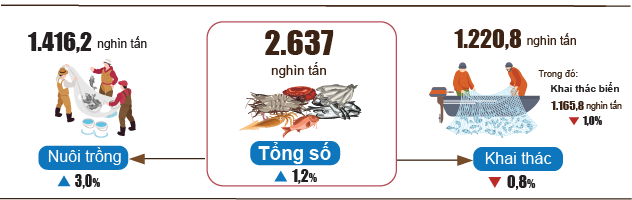 1.416,2 nghìn tấn
Nuôi trồng
▲ 3,0%
2.637
nghìn tấn
Tổng số
▲ 1,2%
1.220,8 nghìn tấn
Trong đó:
Khai thác biển
1.165,8 nghìn tấn
▼ 1,0%
Khai thác
▼ 0,8%